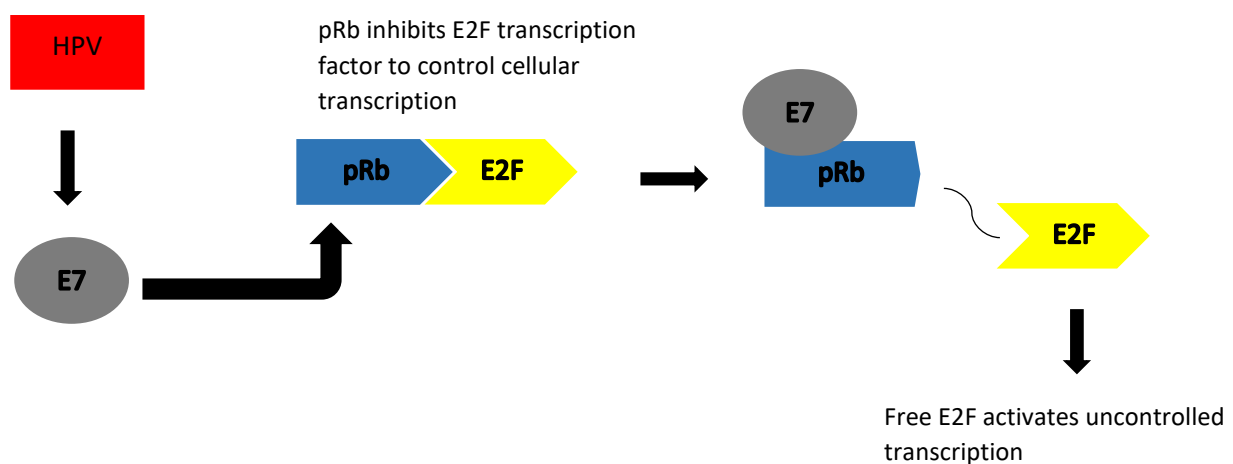 HPV
pRb inhibits E2F transcription
factor to control cellular
transcription
E7
pRb
E2F
E7
pRb
E2F
Free E2F activates uncontrolled
transcription